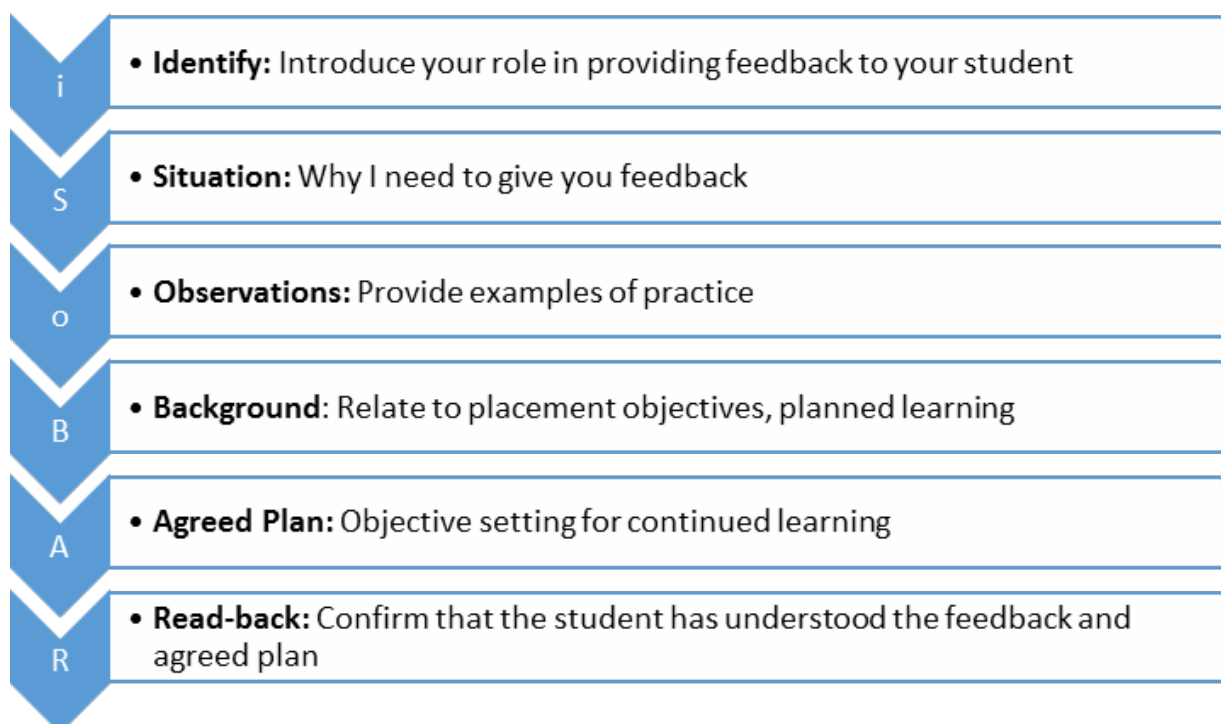 i
• Identify: Introduce your role in providing feedback to your student
S
• Situation: Why I need to give you feedback
o
• Observations: Provide examples of practice
B
• Background: Relate to placement objectives, planned learning
A
• Agreed Plan: Objective setting for continued learning
R
• Read-back: Confirm that the student has understood the feedback and
agreed plan